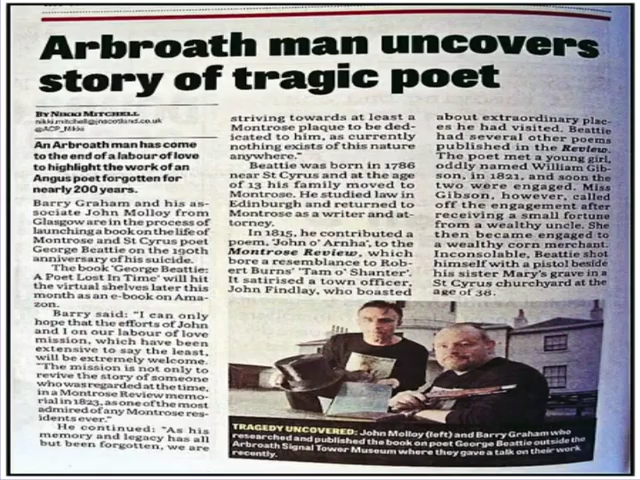 Arbroath man uncovers
story of tragic poet
BY NIKKI MITCHELL
nikki.mitchell@jnscotland.co.uk
@ACP_Nikki
An Arbroath man has come
to the end of a labour of love
to highlight the work of an
Angus poet forgotten for
nearly 200 years.
Barry Graham and his as-
sociate John Molloy from
Glasgow are in the process of
launching a book on the life of
Montrose and St Cyrus poet
George Beattie on the 190th
anniversary of his suicide.
The book 'George Beattie:
A Poet Lost In Time' will hit
the virtual shelves later this
month as an e-book on Ama-
zon.
Barry said: "I can only
hope that the efforts of John
and I on our labour of love
mission, which have been
extensive to say the least,
will be extremely welcome.
"The mission is not only to
revive the story of someone
who was regarded at the time,
in a Montrose Review memo-
rial in 1823, as one of the most
admired of any Montrose res-
idents ever."
He continued: "As his
memory and legacy has all
but been forgotten, we are
striving towards at least a
Montrose plaque to be ded-
icated to him, as currently
nothing exists of this nature
anywhere."
Beattie was born in 1786
near St Cyrus and at the age
of 13 his family moved to
Montrose. He studied law in
Edinburgh and returned to
Montrose as a writer and at-
torney.
In 1815, he contributed a
poem, 'John o' Arnha', to the
Montrose Review, which
bore a resemblance to Rob-
ert Burns' 'Tam o' Shanter'.
It satirised a town officer,
John Findlay, who boasted
about extraordinary plac-
es he had visited. Beattie
had several other poems
published in the Review.
The poet met a young girl,
oddly named William Gib-
son, in 1821, and soon the
two were engaged. Miss
Gibson, however, called
off the engagement after
receiving a small fortune
from a wealthy uncle. She
then became engaged to
a wealthy corn merchant.
Inconsolable, Beattie shot
himself with a pistol beside
his sister Mary's grave in a
St Cyrus churchyard at the
age of 38.
TRAGEDY UNCOVERED: John Molloy (left) and Barry Graham who
researched and published the book on poet George Beattie outside the
Arbroath Signal Tower Museum where they gave a talk on their work
recently.